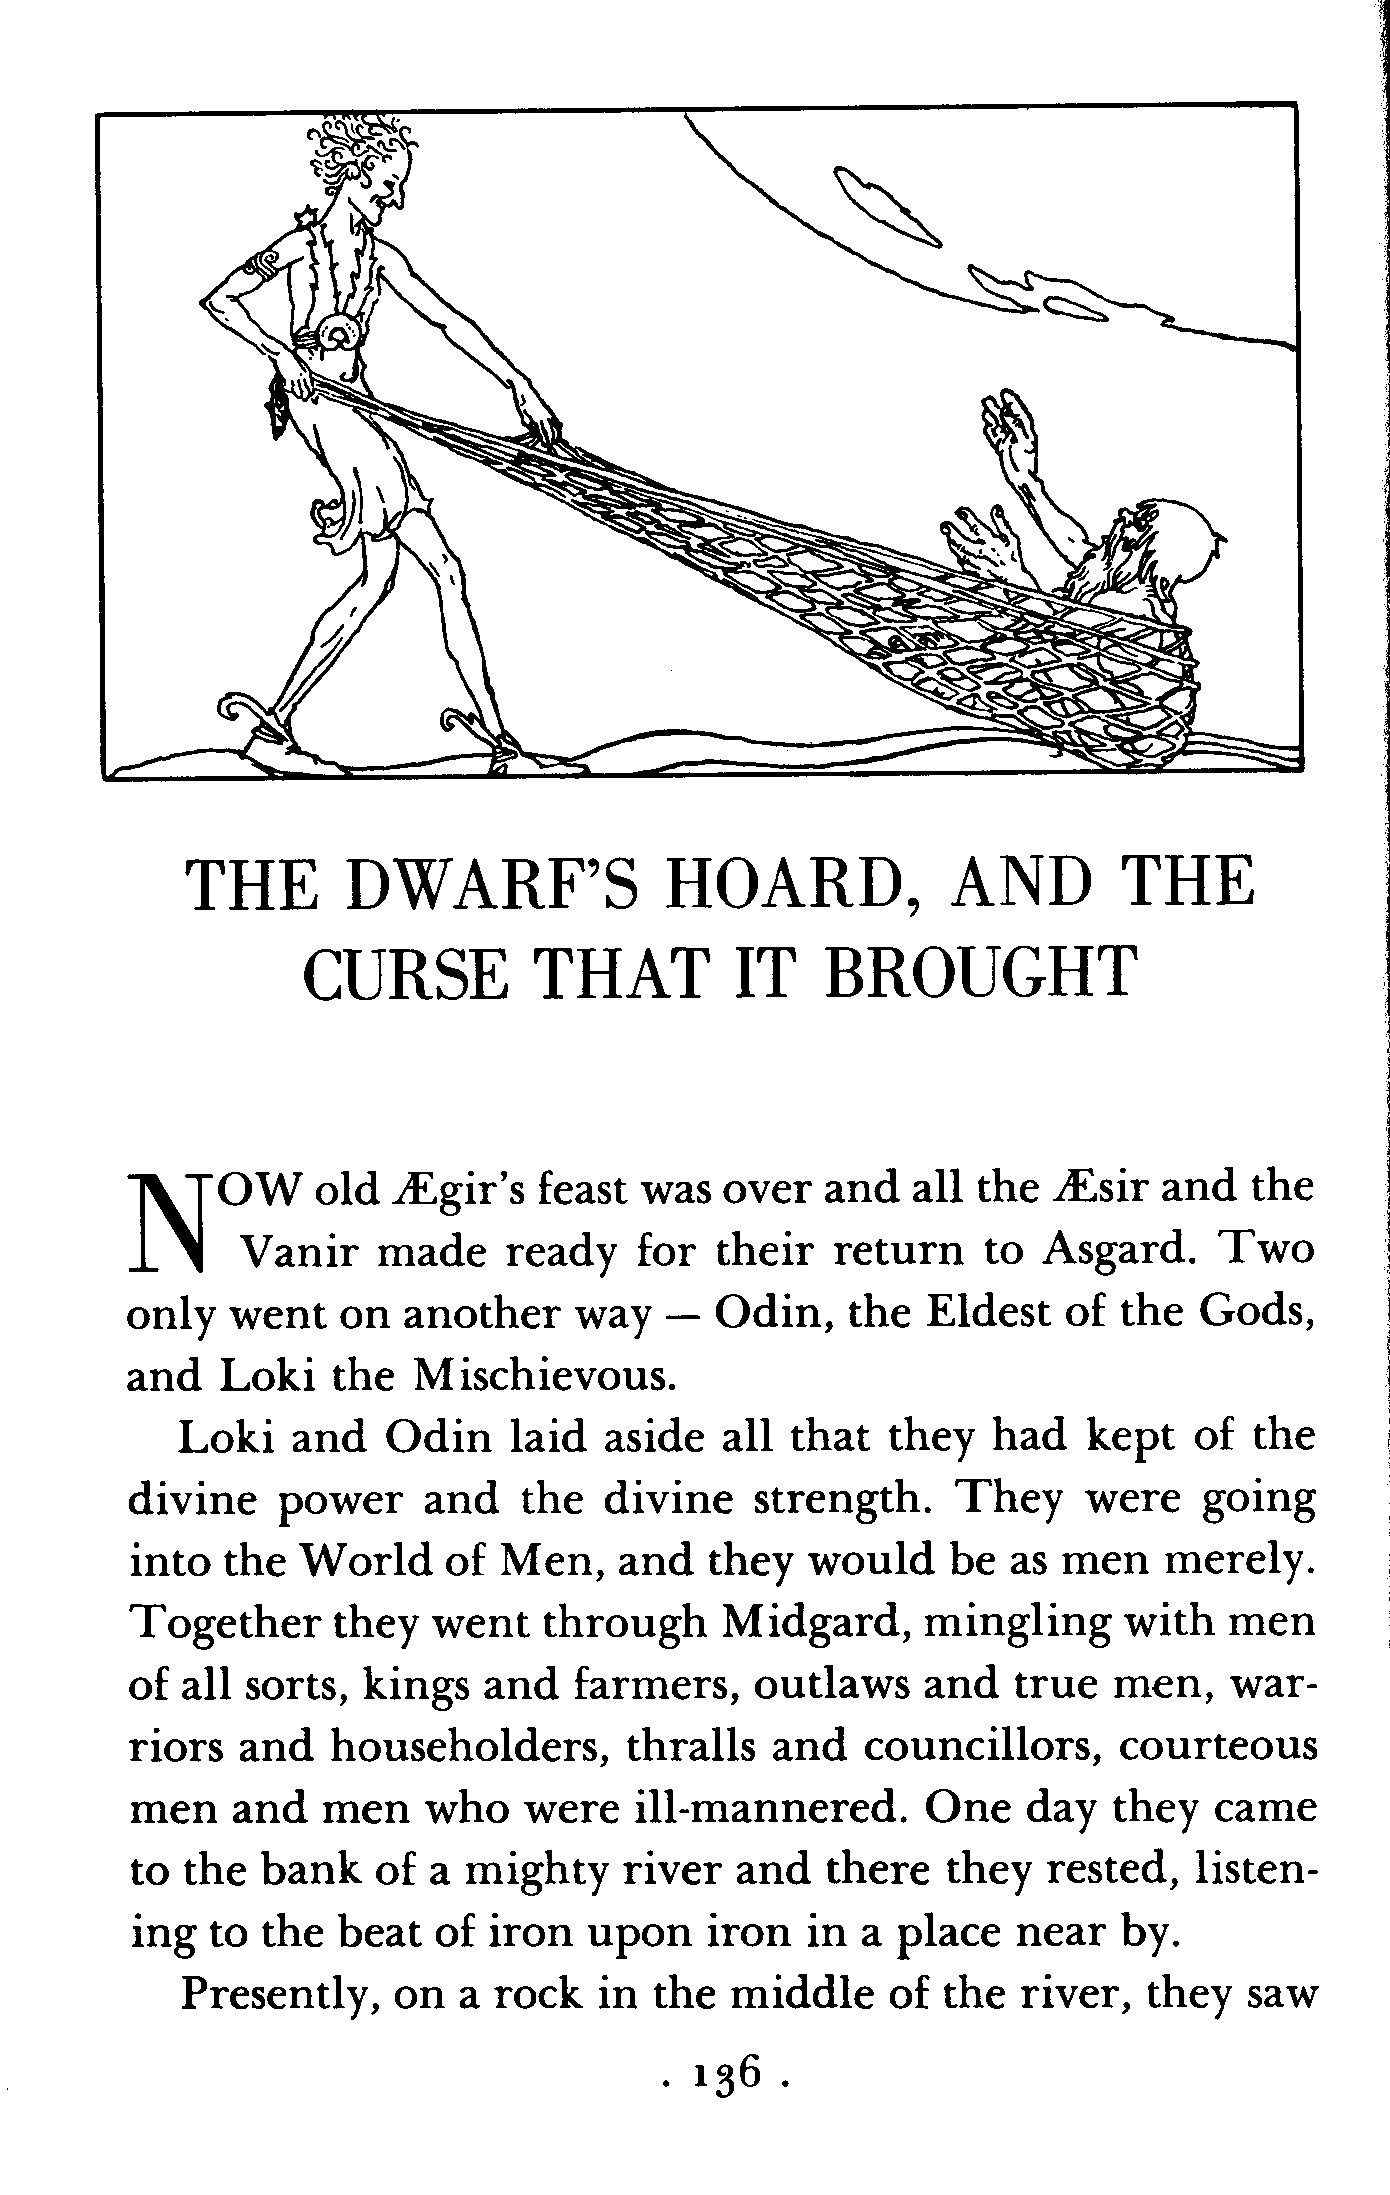 THE DWARF'S HOARD, AND THE
CURSE THAT IT BROUGHT
NOW old Ægir's feast was over and all the Æsir and the
Vanir made ready for their return to Asgard. Two
only went on another way — Odin, the Eldest of the Gods,
and Loki the Mischievous.
Loki and Odin laid aside all that they had kept of the
divine power and the divine strength. They were going
into the World of Men, and they would be as men merely.
Together they went through Midgard, mingling with men
of all sorts, kings and farmers, outlaws and true men, war-
riors and householders, thralls and councillors, courteous
men and men who were ill-mannered. One day they came
to the bank of a mighty river and there they rested, listen-
ing to the beat of iron upon iron in a place near by.
Presently, on a rock in the middle of the river, they saw
. 136 .